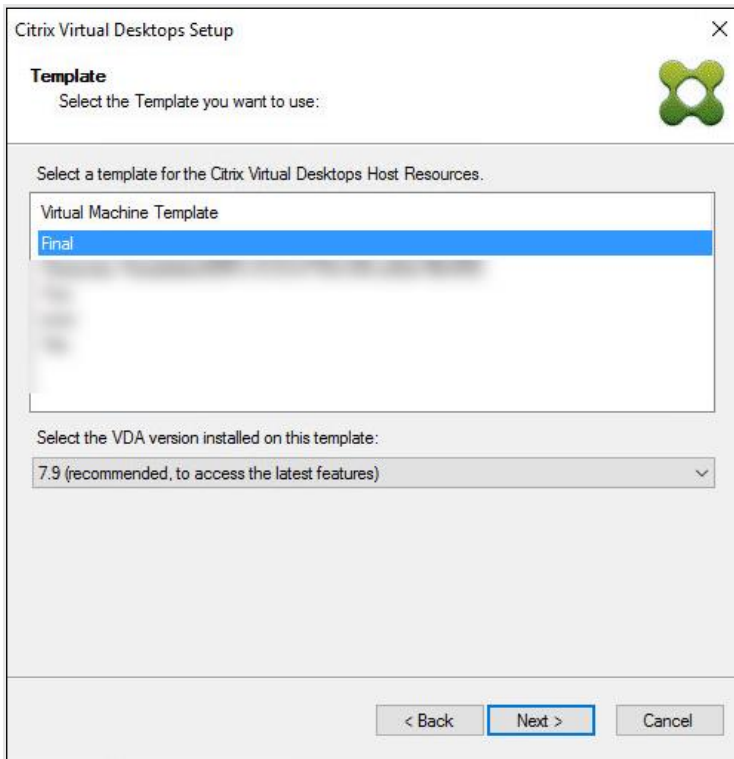 Citrix Virtual Desktops Setup
Template
Select the Template you want to use:
Select a template for the Citrix Virtual Desktops Host Resources.
Virtual Machine Template
Final
Select the VDA version installed on this template:
7.9 (recommended, to access the latest features)
< Back Next > Cancel